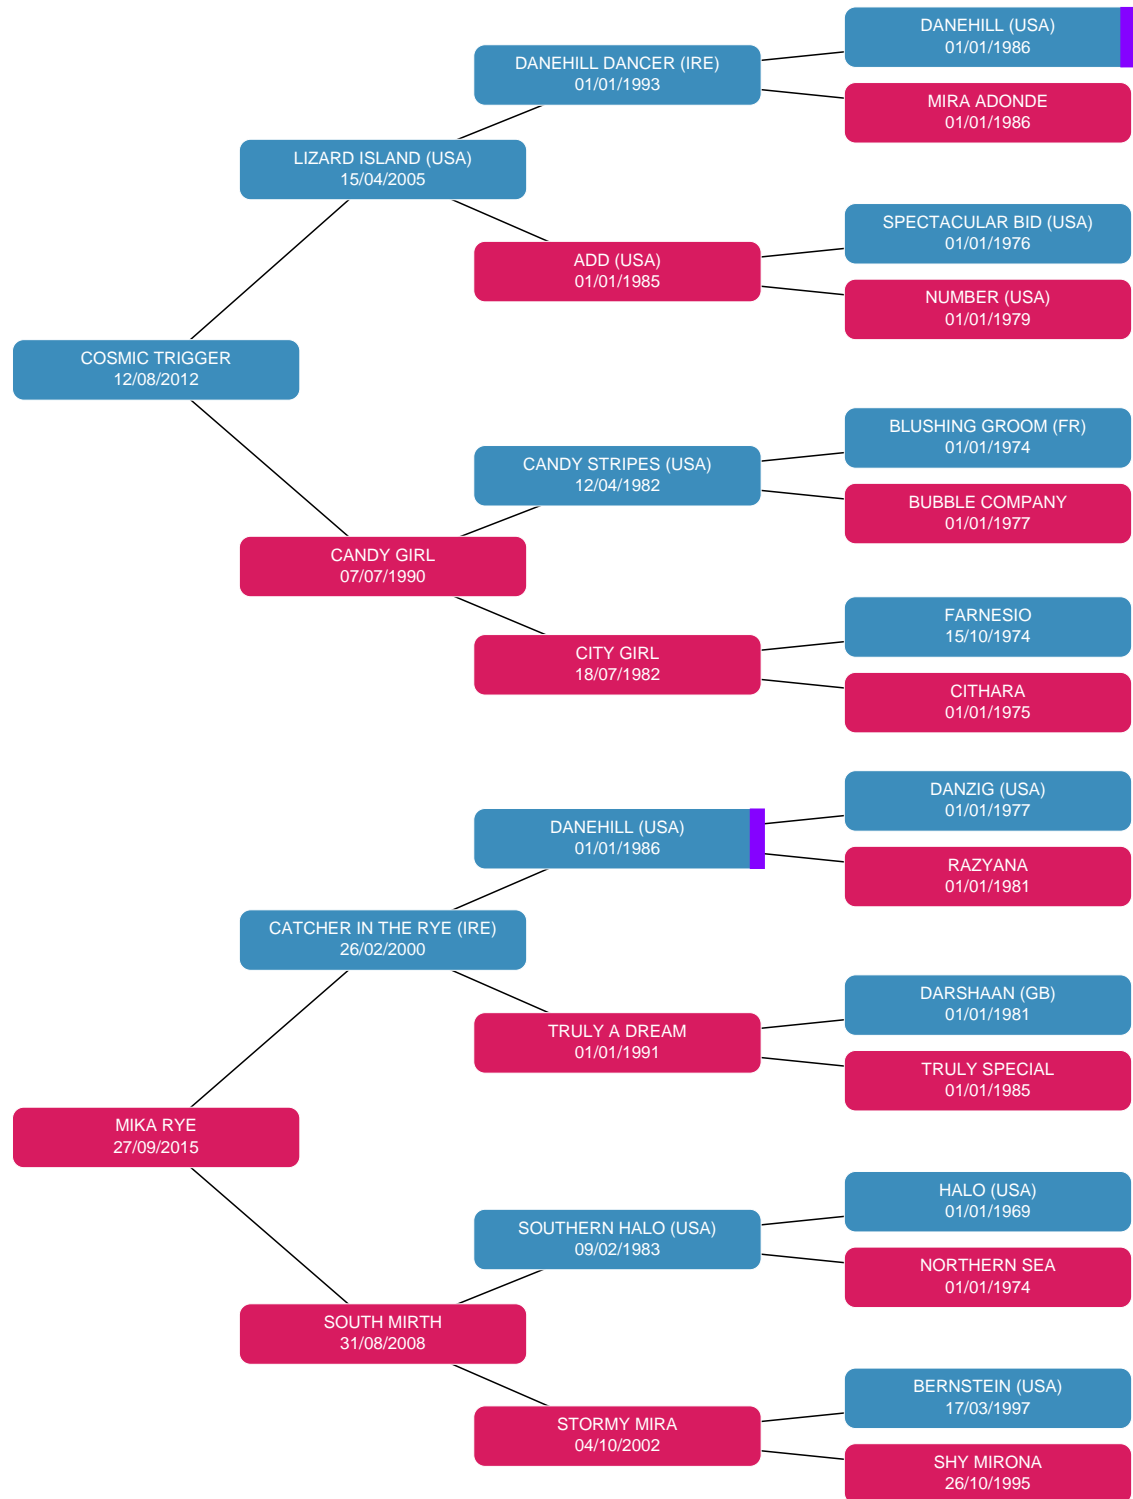 DANEHILL (USA)
01/01/1986
DANEHILL DANCER (IRE)
01/01/1993
MIRA ADONDE
01/01/1986
LIZARD ISLAND (USA)
15/04/2005
SPECTACULAR BID (USA)
01/01/1976
ADD (USA)
01/01/1985
NUMBER (USA)
01/01/1979
COSMIC TRIGGER
12/08/2012
BLUSHING GROOM (FR)
01/01/1974
CANDY STRIPES (USA)
12/04/1982
BUBBLE COMPANY
01/01/1977
CANDY GIRL
07/07/1990
FARNESIO
15/10/1974
CITY GIRL
18/07/1982
CITHARA
01/01/1975
DANZIG (USA)
01/01/1977
DANEHILL (USA)
01/01/1986
RAZYANA
01/01/1981
CATCHER IN THE RYE (IRE)
26/02/2000
DARSHAAN (GB)
01/01/1981
TRULY A DREAM
01/01/1991
TRULY SPECIAL
01/01/1985
MIKA RYE
27/09/2015
HALO (USA)
01/01/1969
SOUTHERN HALO (USA)
09/02/1983
NORTHERN SEA
01/01/1974
SOUTH MIRTH
31/08/2008
BERNSTEIN (USA)
17/03/1997
STORMY MIRA
04/10/2002
SHY MIRONA
26/10/1995